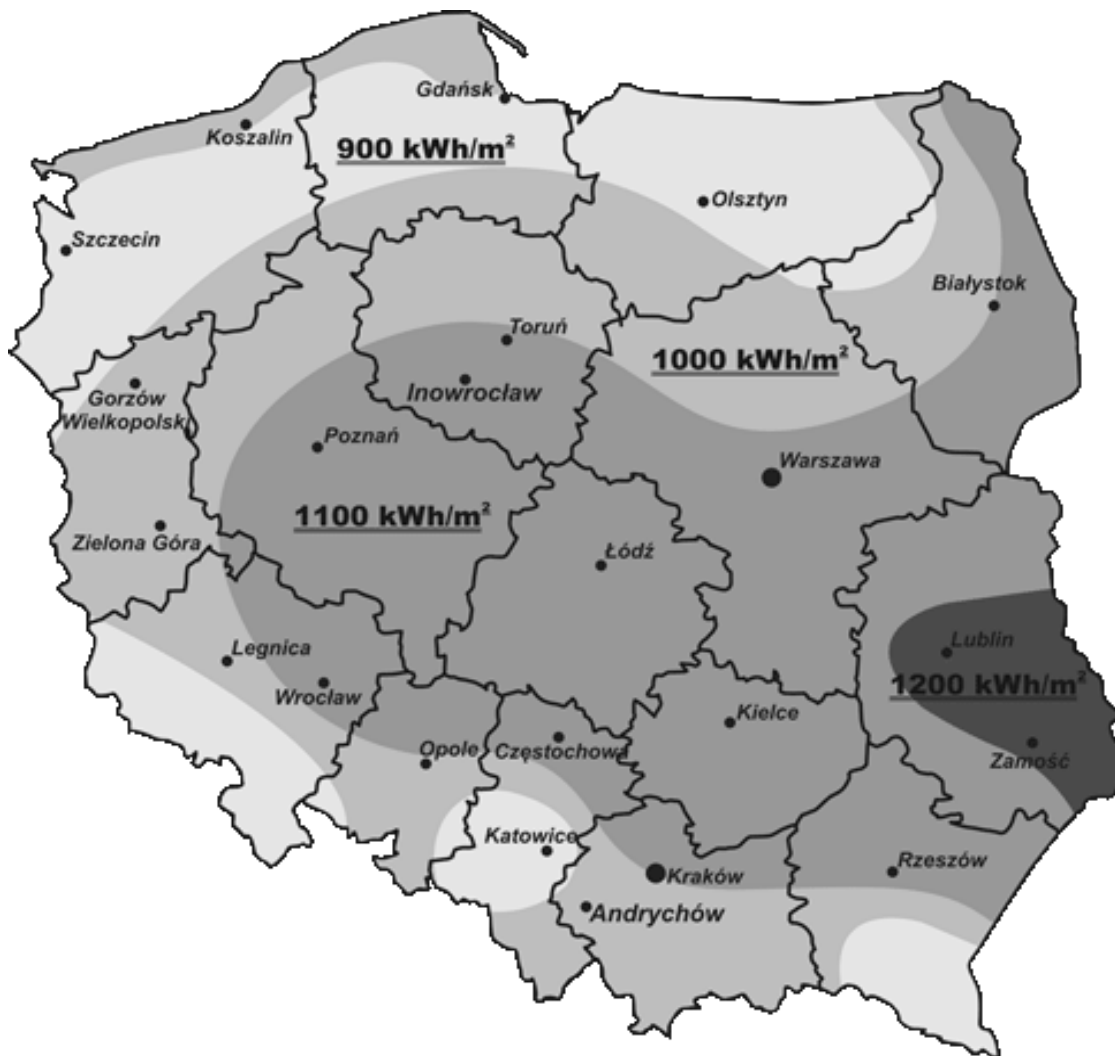 Gdańsk
Koszalin
900 kWh/m²
Olsztyn
Szczecin
Białystok
Toruń
1000 kWh/m²
Inowrocław
Gorzów
Wielkopolski
Poznań
Warszawa
1100 kWh/m²
Zielona Góra
Łódź
Lublin
Legnica
1200 kWh/m²
Wrocław
Kielce
Opole
Częstochowa
Zamość
Katowice
Rzeszów
Kraków
Andrychów